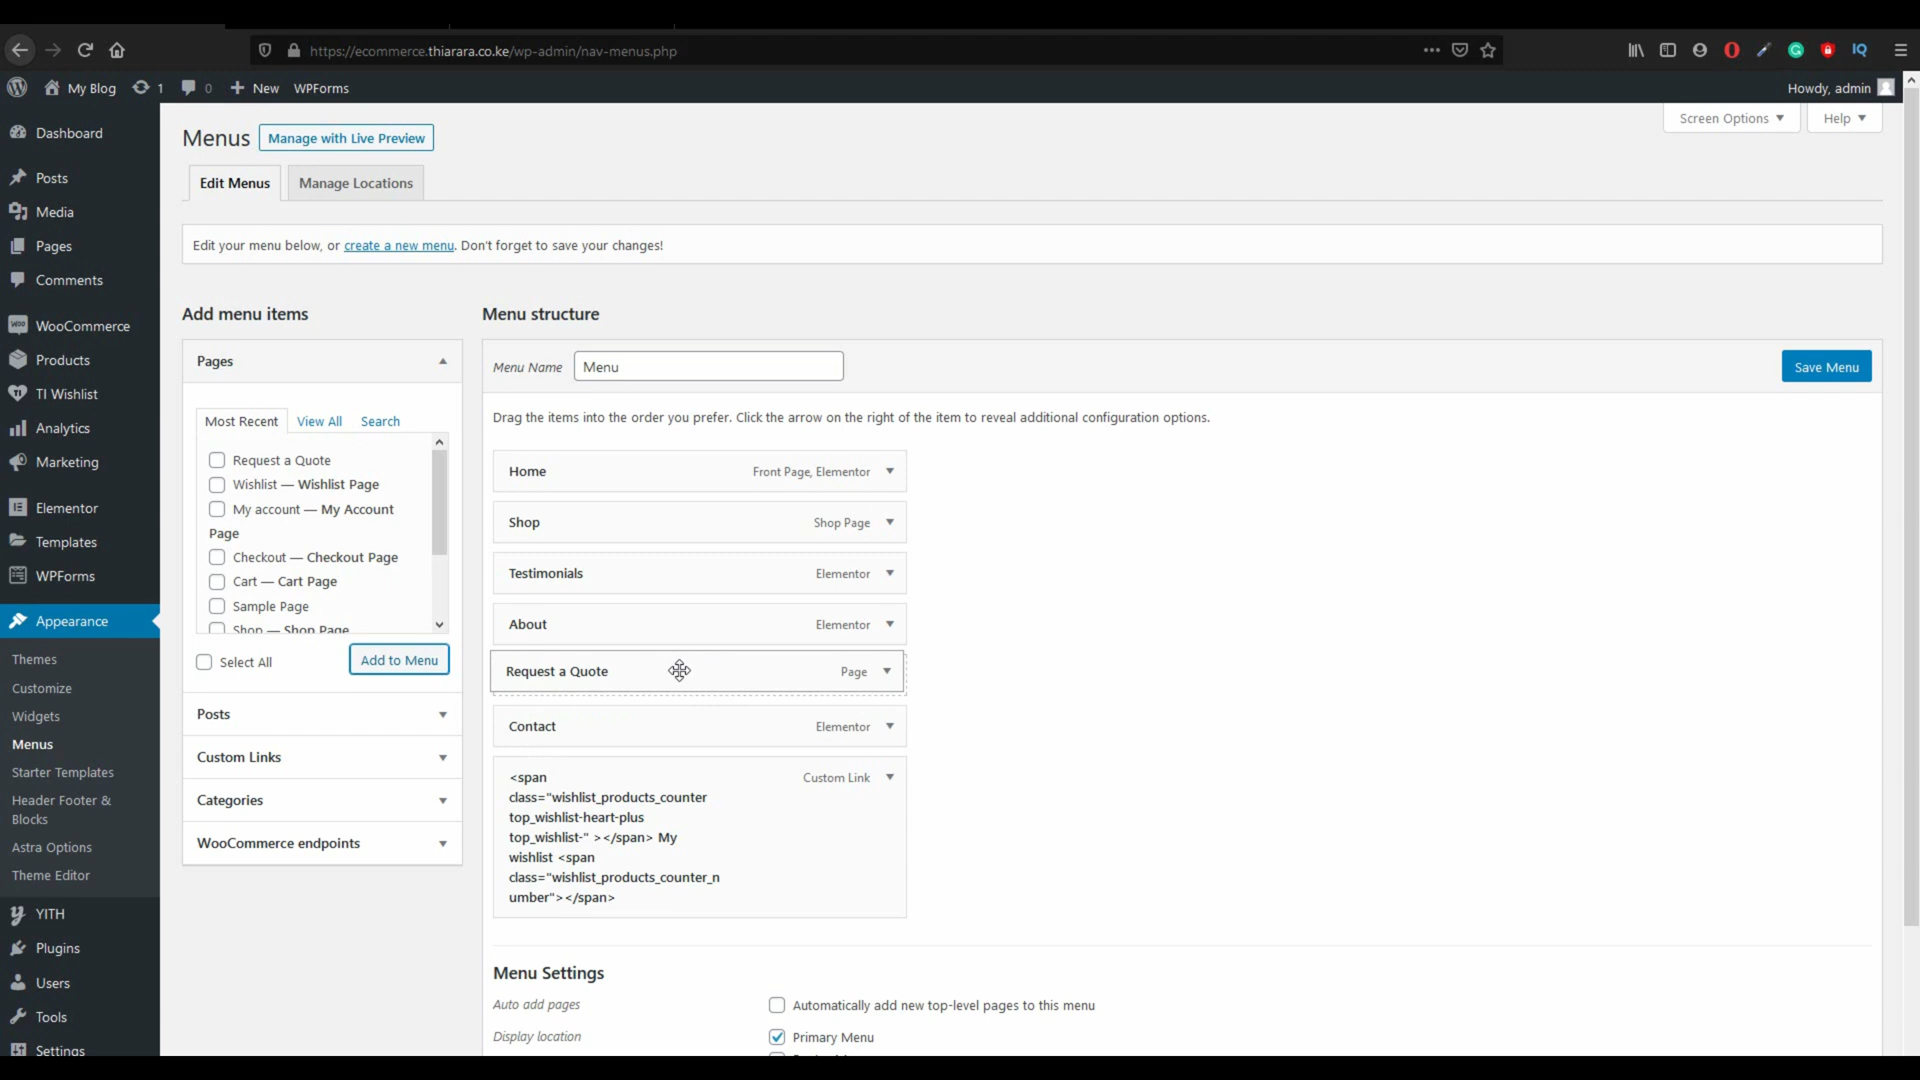 https://ecommerce.thiarara.co.ke/wp-admin/nav-menus.php
IQ
My Blog
1
0
New
WPForms
Howdy, admin
Dashboard
Posts
Media
Pages
Comments
WooCommerce
Products
TI Wishlist
Analytics
Marketing
Elementor
Templates
WPForms
Appearance
Themes
Customize
Widgets
Menus
Starter Templates
Header Footer &
Blocks
Astra Options
Theme Editor
YITH
Plugins
Users
Tools
Settings
Screen Options
Help
Menus
Manage with Live Preview
Edit Menus
Manage Locations
Edit your menu below, or create a new menu. Don't forget to save your changes!
Add menu items
Pages
Most Recent
View All
Search
Request a Quote
Wishlist — Wishlist Page
My account — My Account
Page
Checkout — Checkout Page
Cart — Cart Page
Sample Page
Shop — Shop Page
Select All
Add to Menu
Posts
Custom Links
Categories
WooCommerce endpoints
Menu structure
Menu Name
Menu
Save Menu
Drag the items into the order you prefer. Click the arrow on the right of the item to reveal additional configuration options.
Home
Front Page, Elementor
Shop
Shop Page
Testimonials
Elementor
About
Elementor
Request a Quote
Page
Contact
Elementor
<span
Custom Link
class="wishlist_products_counter
top_wishlist-heart-plus
top_wishlist-" ></span> My
wishlist <span
class="wishlist_products_counter_n
umber"></span>
Menu Settings
Auto add pages
Automatically add new top-level pages to this menu
Display location
Primary Menu